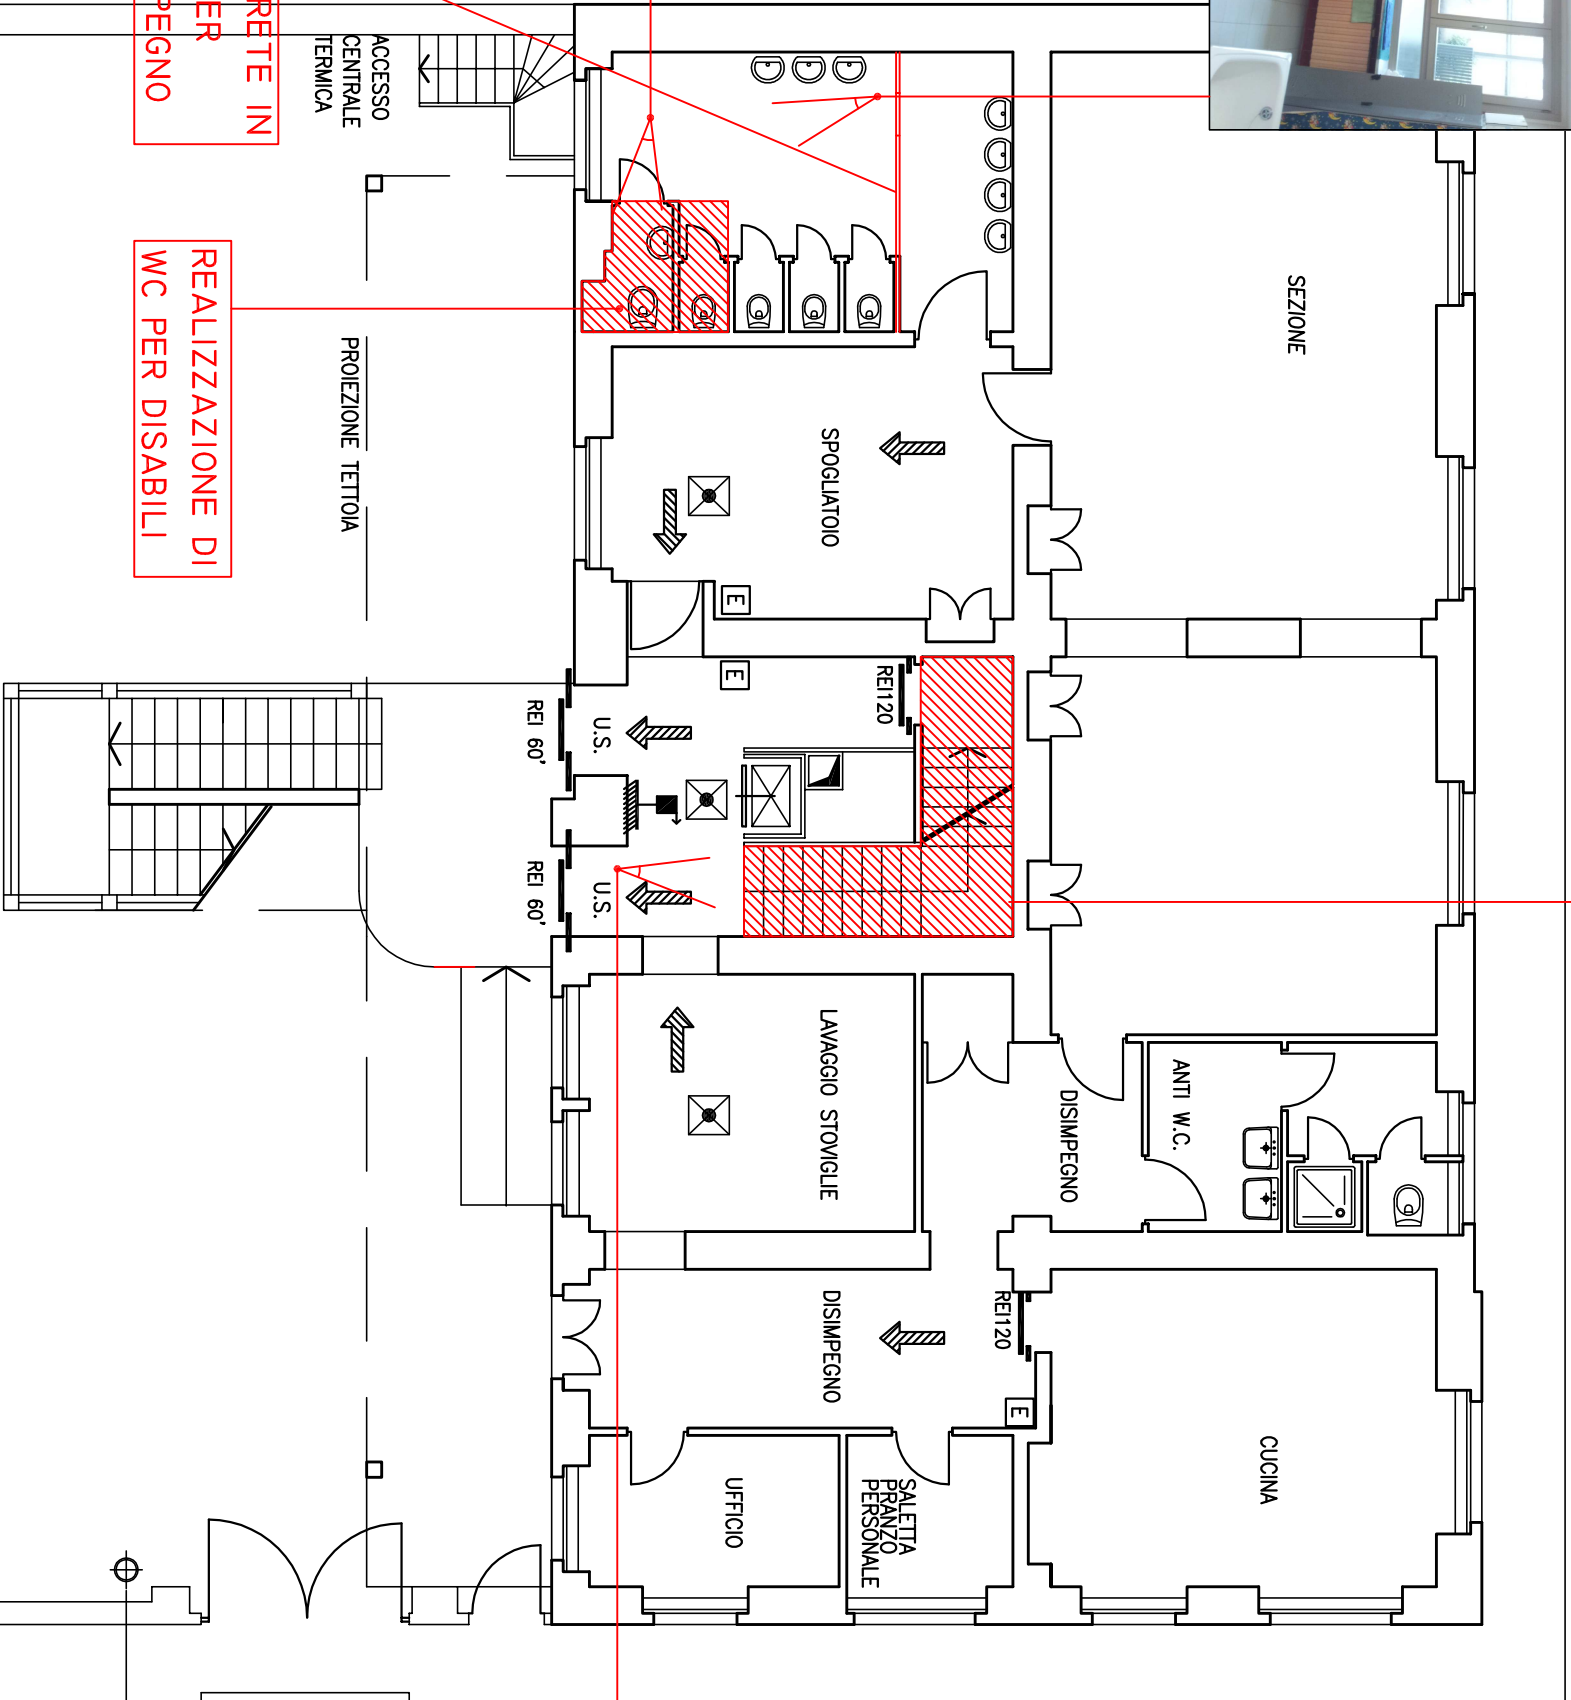 SEZIONE
CUCINA
ANTI W.C.
DISIMPEGNO
E
REI120
SALETTA
PRANZO
PERSONALE
REI120
SPOGLIATOIO
LAVAGGIO STOVIGLIE
DISIMPEGNO
E
E
UFFICIO
U.S.
U.S.
REI 60'
REI 60'
ACCESSO
CENTRALE
TERMICA
PROIEZIONE TETTOIA
RETE IN
ER
PEGNO
REALIZZAZIONE DI
WC PER DISABILI